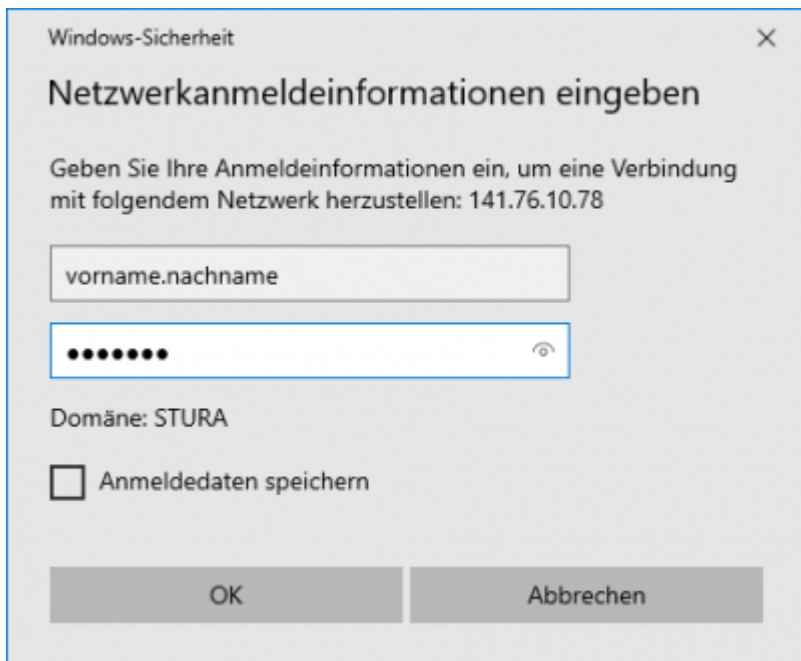 Windows-Sicherheit
Netzwerkanmeldeinformationen eingeben
Geben Sie Ihre Anmeldeinformationen ein, um eine Verbindung
mit folgendem Netzwerk herzustellen: 141.76.10.78
vorname.nachname
●●●●●●●
Domäne: STURA
Anmeldedaten speichern
OK
Abbrechen